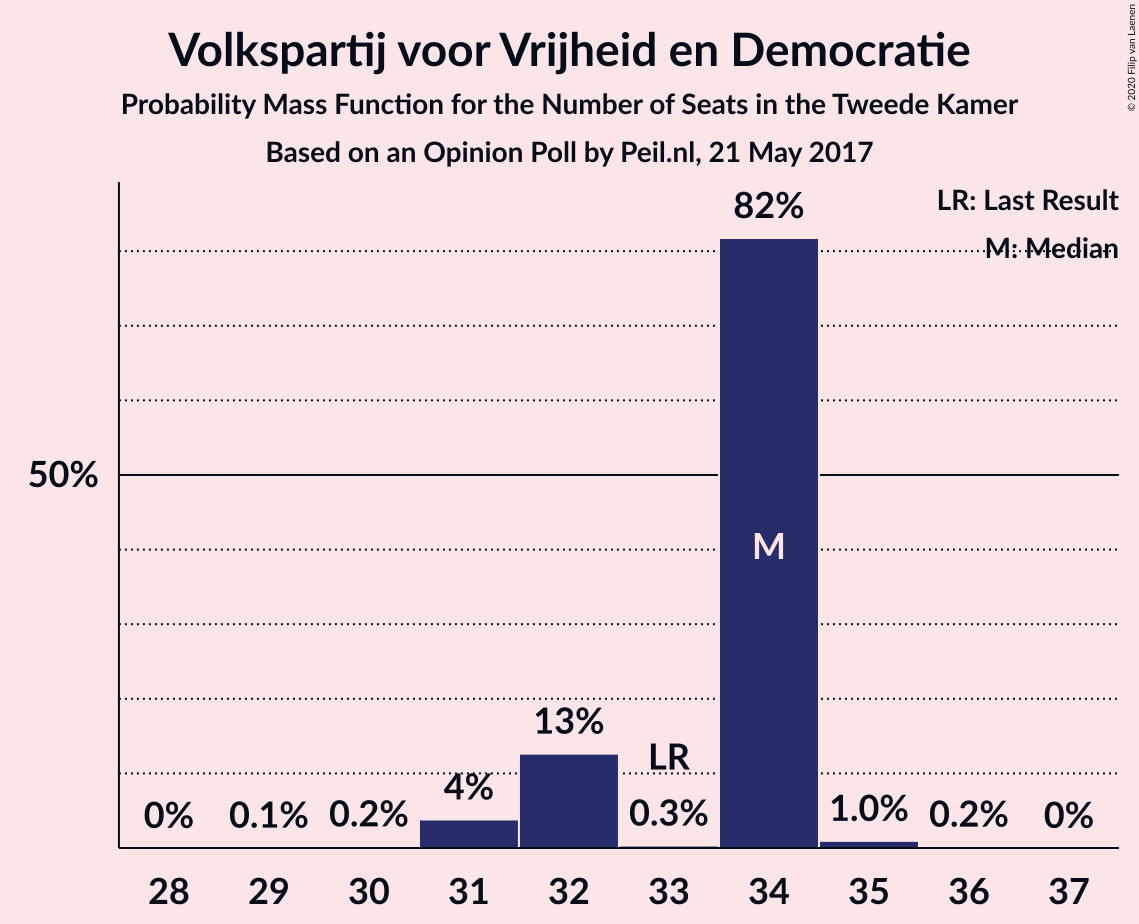 Volkspartij voor Vrijheid en Democratie
Probability Mass Function for the Number of Seats in the Tweede Kamer
Based on an Opinion Poll by Peil.nl, 21 May 2017
© 2020 Filip van Laenen
LR: Last Result
M: Median
82%
50%
M
13%
LR
4%
0%
0.1%
0.2%
0.3%
1.0%
0.2%
0%
28 29 30 31 32 33 34 35 36 37